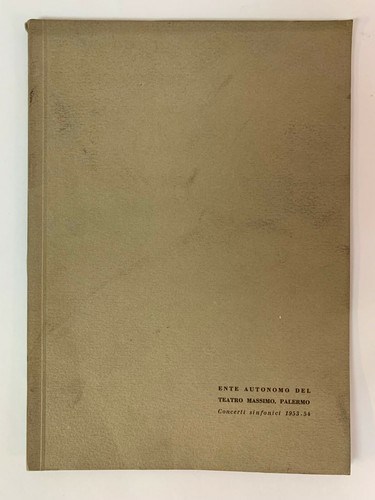 ENTE AUTONOMO DEL
TEATRO MASSIMO, PALERMO
Concerti sinfonici 1953-54